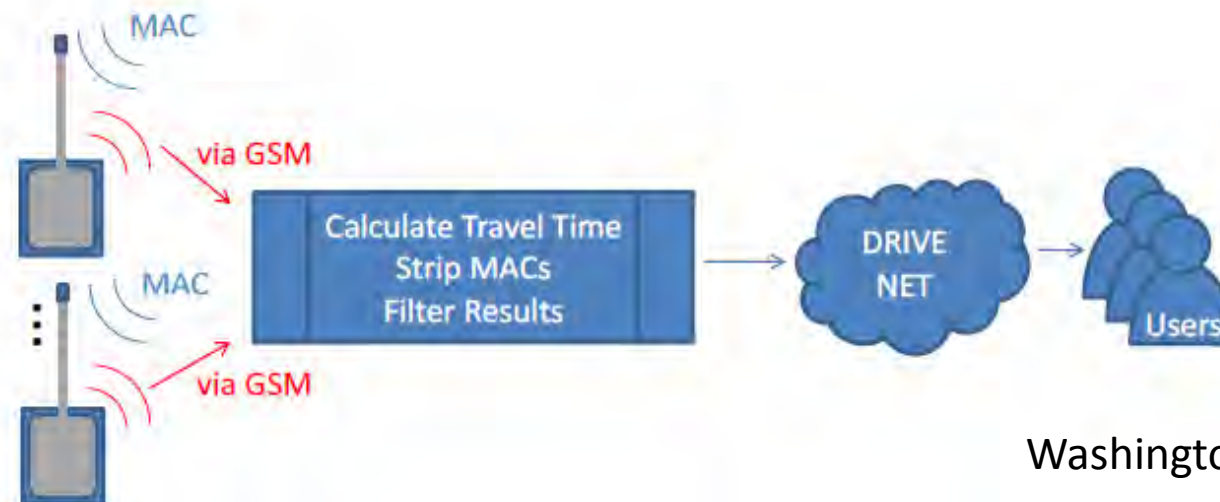 MAC
via GSM
MAC
via GSM
Calculate Travel Time
Strip MACs
Filter Results
DRIVE
NET
Users